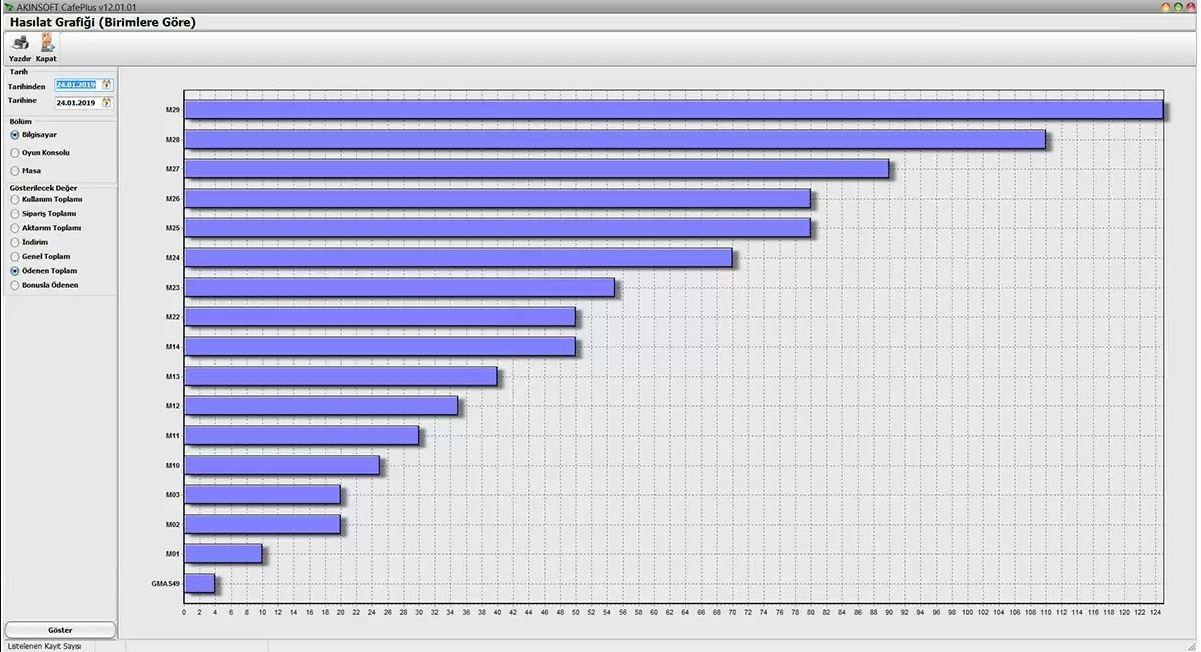 AKINSOFT CafePlus v12.01.01
Hasılat Grafiği (Birimlere Göre)
Yazdır Kapat
Tarih
Tarihinden 24.01.2019
Tarihine 24.01.2019
Bölüm
Bilgisayar
Oyun Konsolu
Masa
Gösterilecek Değer
Kullanım Toplamı
Sipariş Toplamı
Aktarım Toplamı
İndirim
Genel Toplam
Ödenen Toplam
Bonusla Ödenen
Göster
Listelenen Kayıt Sayısı
M29
M28
M27
M26
M25
M24
M23
M22
M14
M13
M12
M11
M10
M03
M02
M01
GMAS49
0 2 4 6 8 10 12 14 16 18 20 22 24 26 28 30 32 34 36 38 40 42 44 46 48 50 52 54 56 58 60 62 64 66 68 70 72 74 76 78 80 82 84 86 88 90 92 94 96 98 100 102 104 106 108 110 112 114 116 118 120 122 124